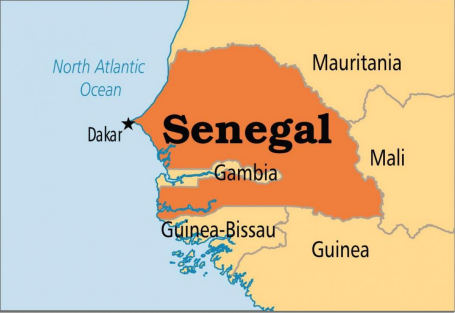 North Atlantic
Ocean
Mauritania
Dakar
Senegal
Mali
Gambia
Guinea-Bissau
Guinea